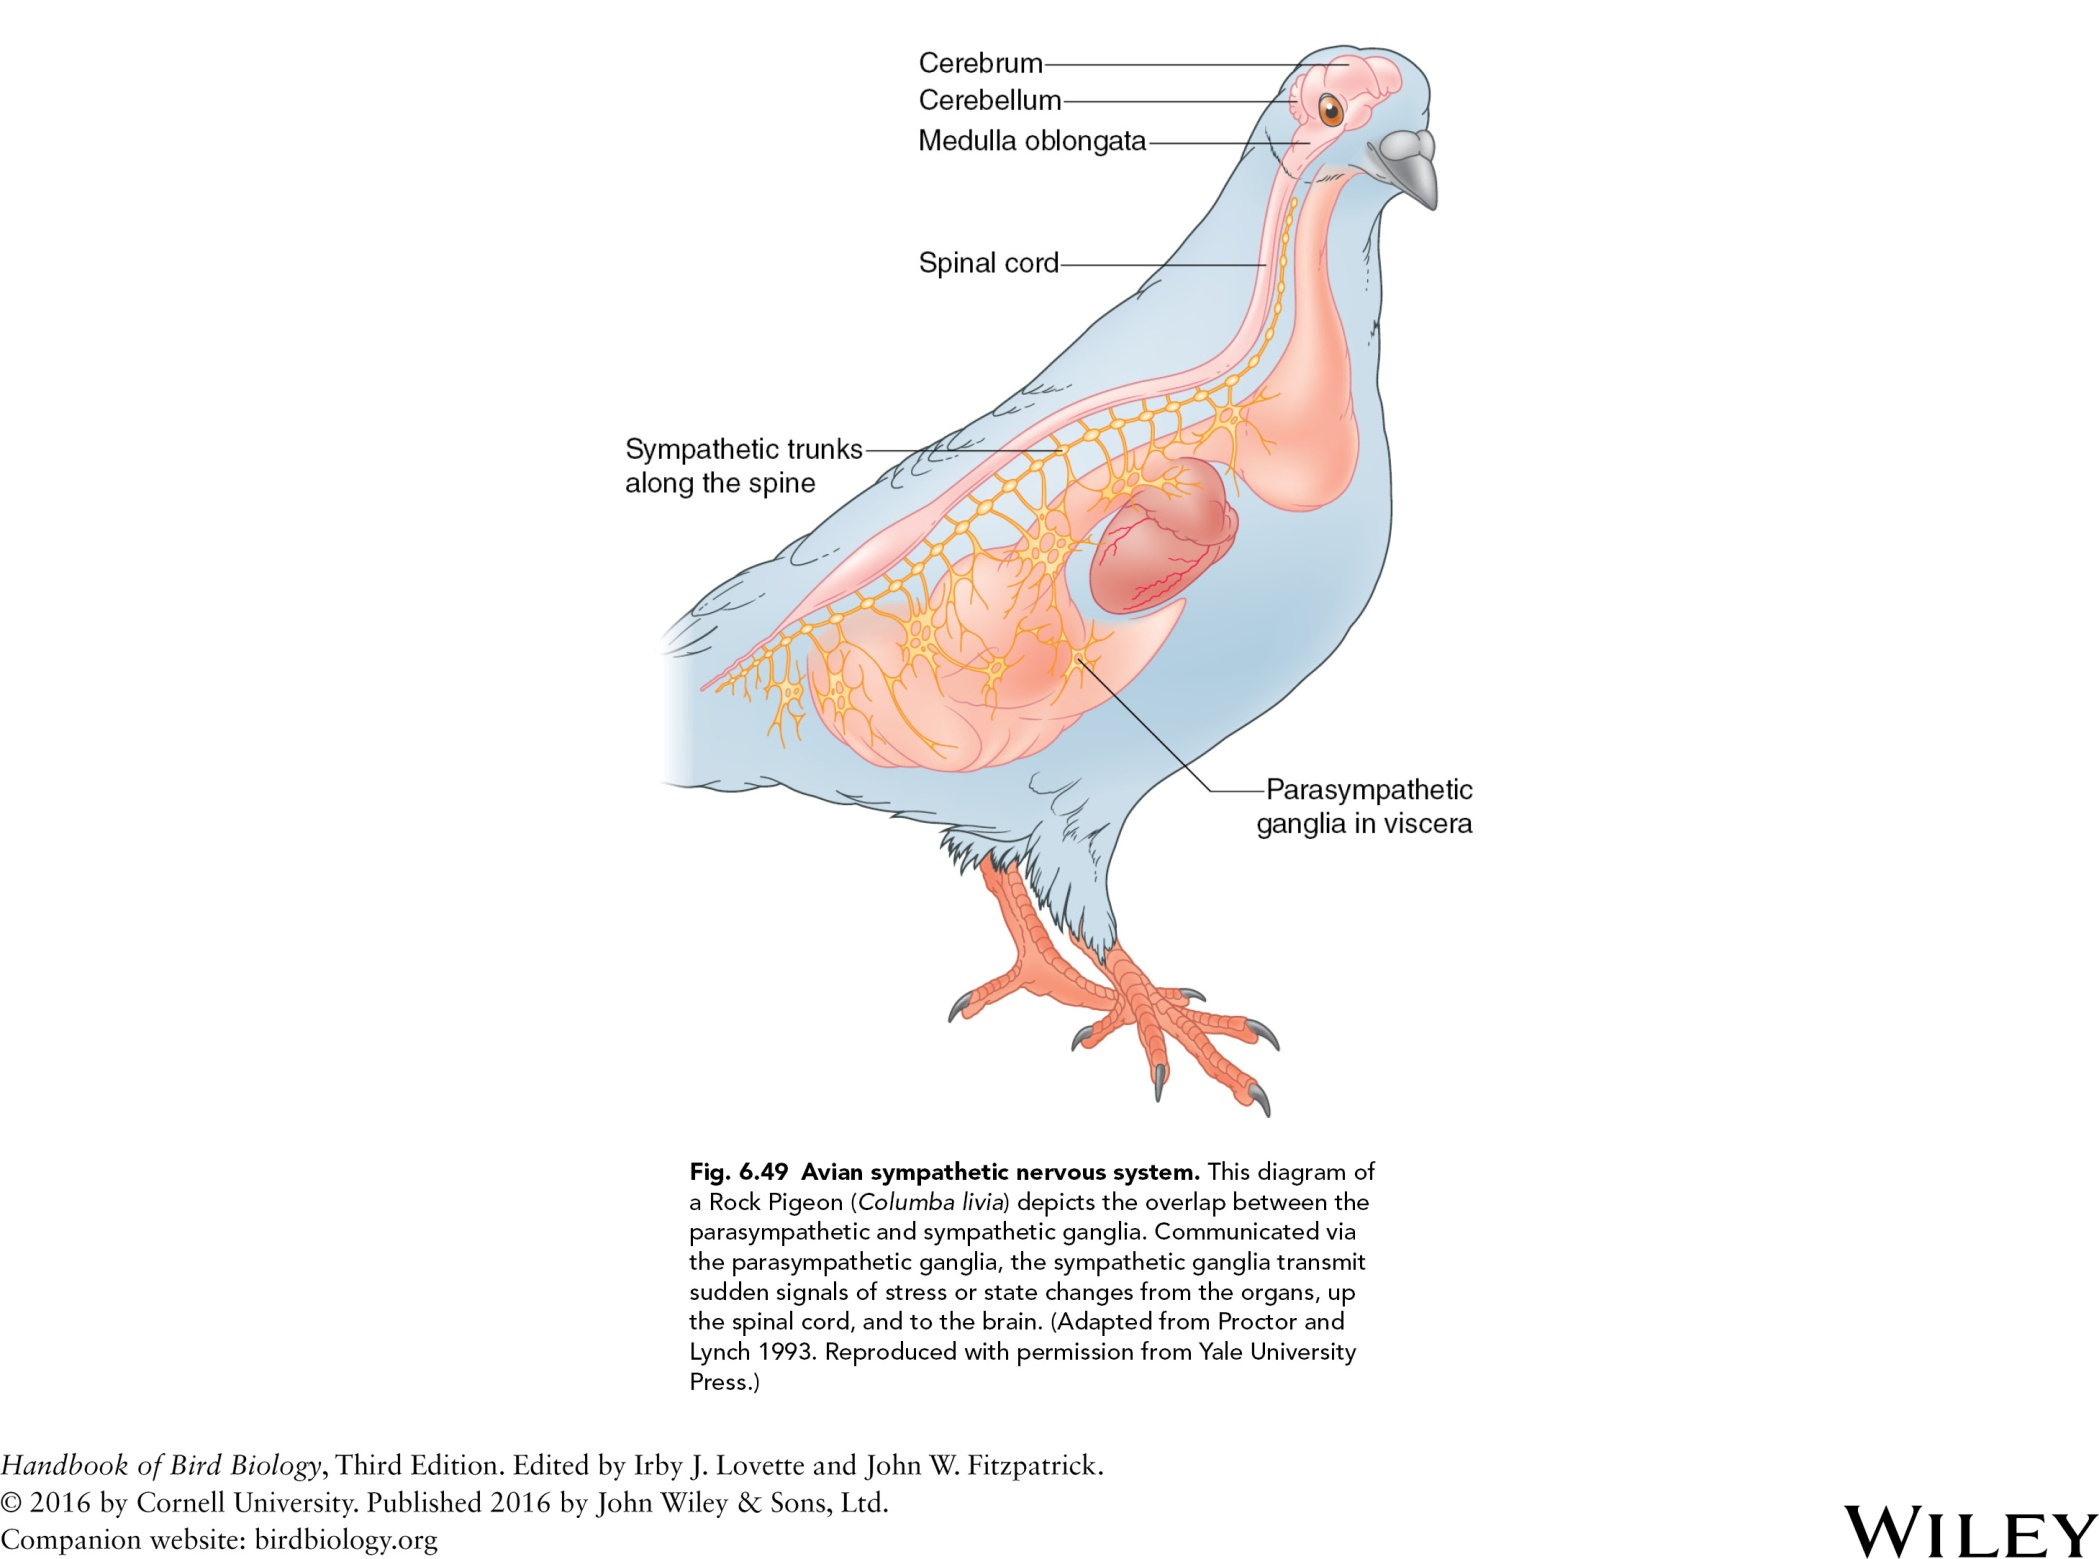 Cerebrum
Cerebellum
Medulla oblongata
Spinal cord
Sympathetic trunks
along the spine
Parasympathetic
ganglia in viscera
Fig. 6.49 Avian sympathetic nervous system. This diagram of
a Rock Pigeon (Columba livia) depicts the overlap between the
parasympathetic and sympathetic ganglia. Communicated via
the parasympathetic ganglia, the sympathetic ganglia transmit
sudden signals of stress or state changes from the organs, up
the spinal cord, and to the brain. (Adapted from Proctor and
Lynch 1993. Reproduced with permission from Yale University
Press.)
Handbook of Bird Biology, Third Edition. Edited by Irby J. Lovette and John W. Fitzpatrick.
© 2016 by Cornell University. Published 2016 by John Wiley & Sons, Ltd.
Companion website: birdbiology.org
WILEY